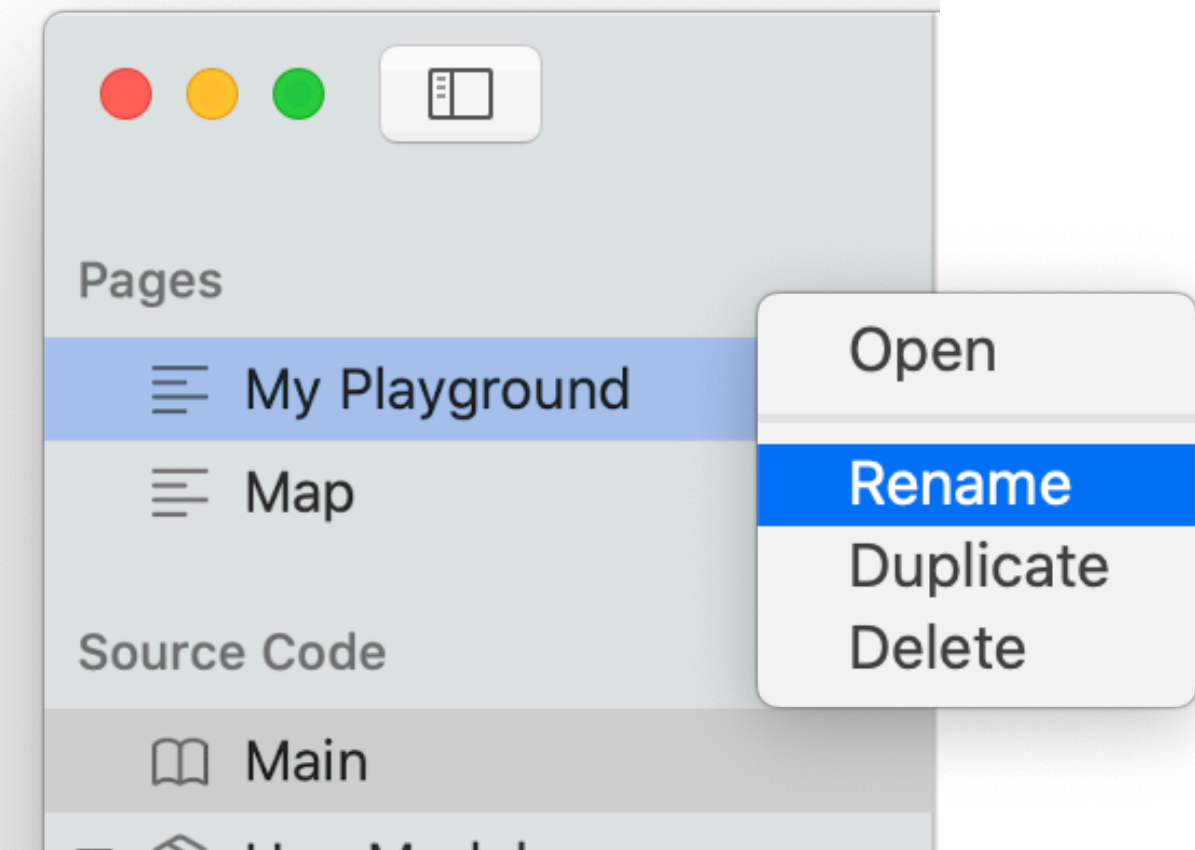 Pages
My Playground
Map
Source Code
Main
Open
Rename
Duplicate
Delete